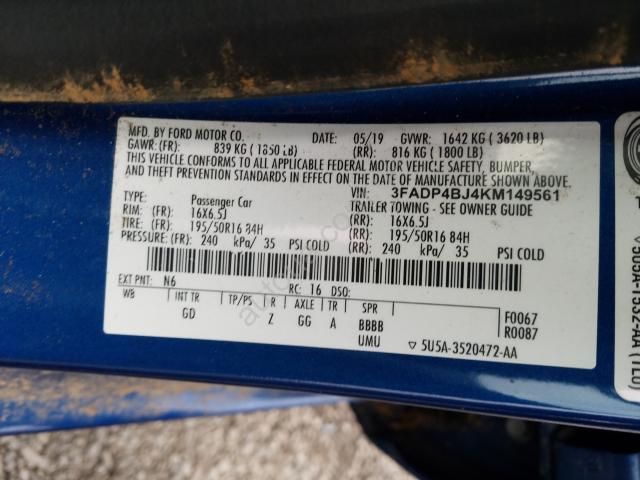 MFD. BY FORD MOTOR CO. DATE: 05/19 GVWR: 1642 KG ( 3620 LB)
GAWR: (FR): 839 KG ( 1850 LB) (RR): 816 KG ( 1800 LB)
THIS VEHICLE CONFORMS TO ALL APPLICABLE FEDERAL MOTOR VEHICLE SAFETY, BUMPER,
AND THEFT PREVENTION STANDARDS IN EFFECT ON THE DATE OF MANUFACTURE SHOWN ABOVE.
VIN: 3FADP4BJ4KM149561
TYPE: Passenger Car TRAILER TOWING - SEE OWNER GUIDE
RIM: (FR) 16X6.5J (RR): 16X6.5J
TIRE: (FR) 195/50R16 84H (RR): 195/50R16 84H
PRESSURE: (FR) 240 kPa/ 35 PSI COLD (RR) 240 kPa/ 35 PSI COLD
EXT PNT: N6 RC: 16 DSO:
WB INT TR TP/PS R AXLE TR SPR
GD Z GG A BBBB
UMU
F0067
R0087
▽ 5U5A-3520472-AA